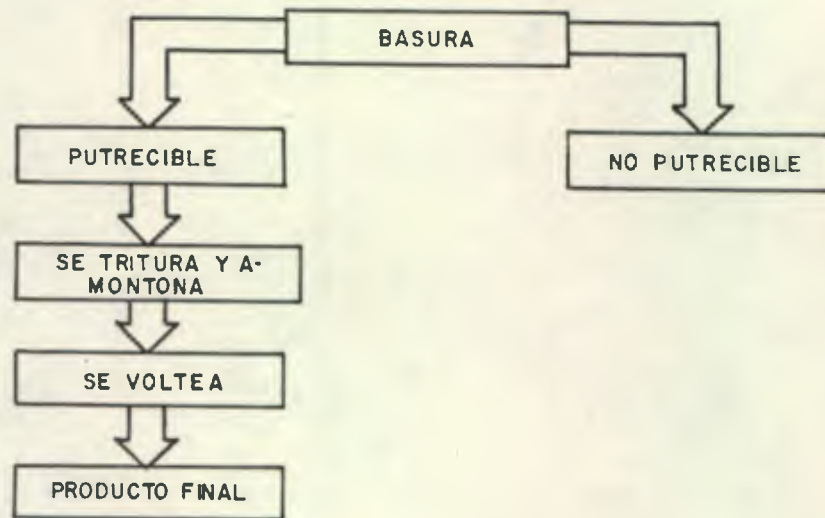 BASURA
PUTRECIBLE
NO PUTRECIBLE
SE TRITURA Y A-
MONTONA
SE VOLTEA
PRODUCTO FINAL